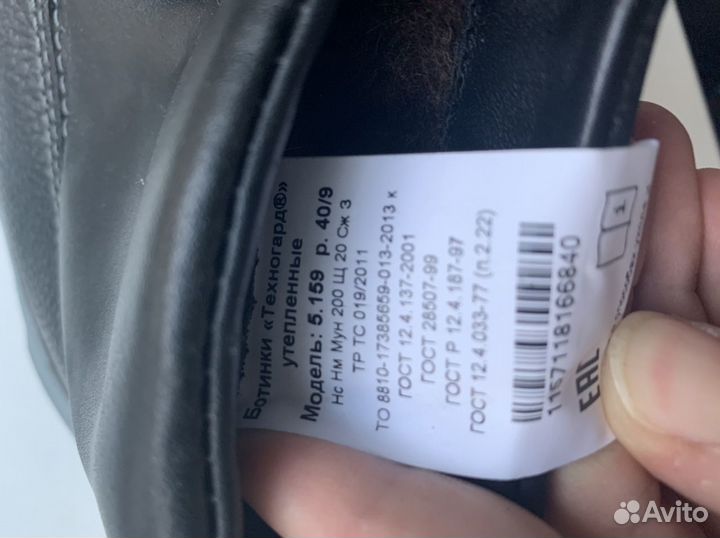 Ботинки «Техногард®»
утепленные
Модель: 5.159 р. 40/9
Нс Нм Мун 200 Щ 20 Сж З
ТР ТС 019/2011
ТО 8810-17385659-013-2013 к
ГОСТ 12.4.137-2001
ГОСТ 28507-99
ГОСТ Р 12.4.187-97
ГОСТ 12.4.033-77 (п.2.22)
1157118166840
EAC
1
Avito